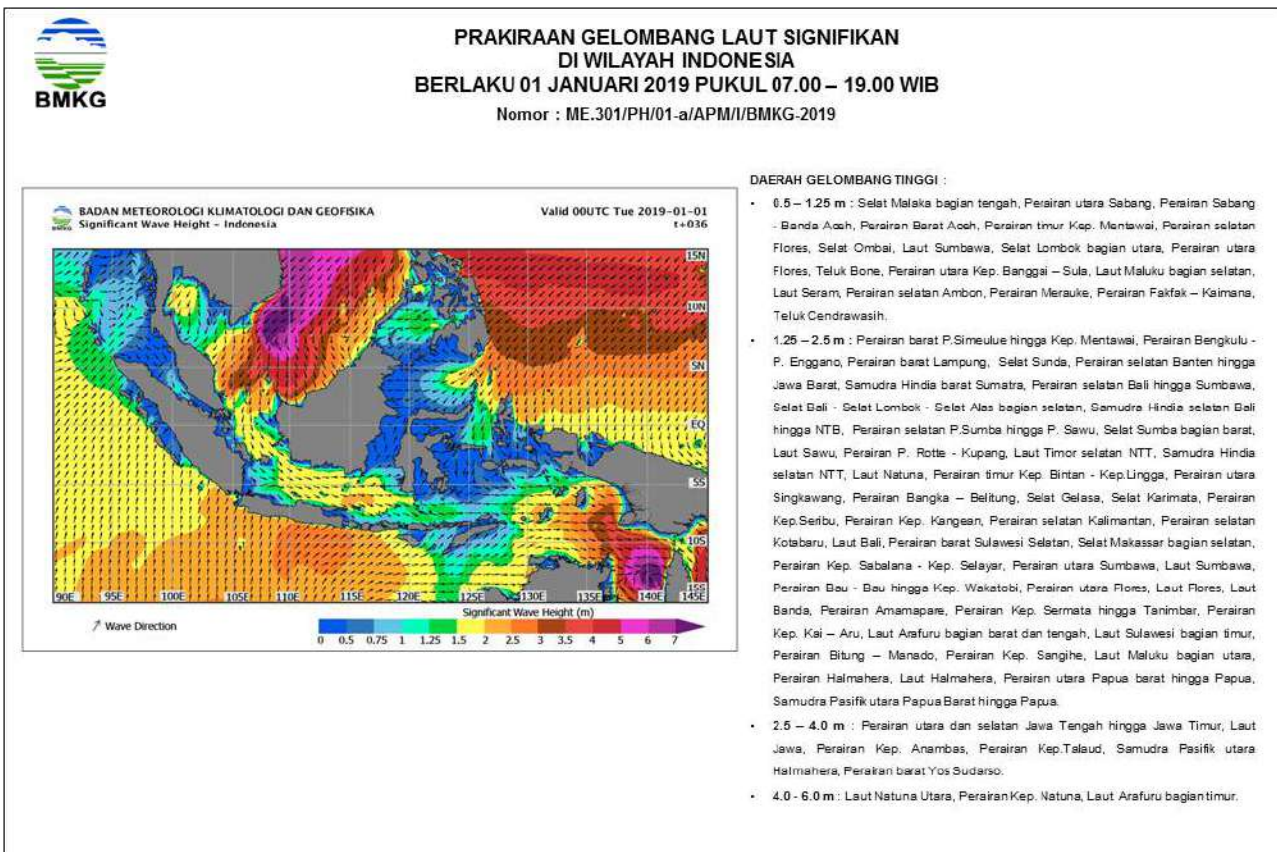 BMKG
PRAKIRAAN GELOMBANG LAUT SIGNIFIKAN
DI WILAYAH INDONESIA
BERLAKU 01 JANUARI 2019 PUKUL 07.00 – 19.00 WIB
Nomor : ME.301/PH/01-a/APM/I/BMKG-2019
BMKG
BADAN METEOROLOGI KLIMATOLOGI DAN GEOFISIKA
Significant Wave Height - Indonesia
Valid 00UTC Tue 2019-01-01
t+036
15N
10N
5N
EQ
5S
10S
15S
90E 95E 100E 105E 110E 115E 120E 125E 130E 135E 140E 145E
Significant Wave Height (m)
Wave Direction
0 0.5 0.75 1 1.25 1.5 2 2.5 3 3.5 4 5 6 7
DAERAH GELOMBANG TINGGI :
• 0.5 – 1.25 m : Selat Malaka bagian tengah, Perairan utara Sabang, Perairan Sabang
- Banda Aceh, Perairan Barat Aceh, Perairan timur Kep. Mentawai, Perairan selatan
Flores, Selat Ombai, Laut Sumbawa, Selat Lombok bagian utara, Perairan utara
Flores, Teluk Bone, Perairan utara Kep. Banggai – Sula, Laut Maluku bagian selatan,
Laut Seram, Perairan selatan Ambon, Perairan Merauke, Perairan Fakfak – Kaimana,
Teluk Cendrawasih.
• 1.25 – 2.5 m : Perairan barat P.Simeulue hingga Kep. Mentawai, Perairan Bengkulu -
P. Enggano, Perairan barat Lampung, Selat Sunda, Perairan selatan Banten hingga
Jawa Barat, Samudra Hindia barat Sumatra, Perairan selatan Bali hingga Sumbawa,
Selat Bali - Selat Lombok - Selat Alas bagian selatan, Samudra Hindia selatan Bali
hingga NTB, Perairan selatan P.Sumba hingga P. Sawu, Selat Sumba bagian barat,
Laut Sawu, Perairan P. Rotte - Kupang, Laut Timor selatan NTT, Samudra Hindia
selatan NTT, Laut Natuna, Perairan timur Kep. Bintan - Kep.Lingga, Perairan utara
Singkawang, Perairan Bangka – Belitung, Selat Gelasa, Selat Karimata, Perairan
Kep.Seribu, Perairan Kep. Kangean, Perairan selatan Kalimantan, Perairan selatan
Kotabaru, Laut Bali, Perairan barat Sulawesi Selatan, Selat Makassar bagian selatan,
Perairan Kep. Sabalana - Kep. Selayar, Perairan utara Sumbawa, Laut Sumbawa,
Perairan Bau - Bau hingga Kep. Wakatobi, Perairan utara Flores, Laut Flores, Laut
Banda, Perairan Amamapare, Perairan Kep. Sermata hingga Tanimbar, Perairan
Kep. Kai – Aru, Laut Arafuru bagian barat dan tengah, Laut Sulawesi bagian timur,
Perairan Bitung – Manado, Perairan Kep. Sangihe, Laut Maluku bagian utara,
Perairan Halmahera, Laut Halmahera, Perairan utara Papua barat hingga Papua,
Samudra Pasifik utara Papua Barat hingga Papua.
• 2.5 – 4.0 m : Perairan utara dan selatan Jawa Tengah hingga Jawa Timur, Laut
Jawa, Perairan Kep. Anambas, Perairan Kep.Talaud, Samudra Pasifik utara
Halmahera, Perairan barat Yos Sudarso.
• 4.0 - 6.0 m : Laut Natuna Utara, Perairan Kep. Natuna, Laut Arafuru bagian timur.